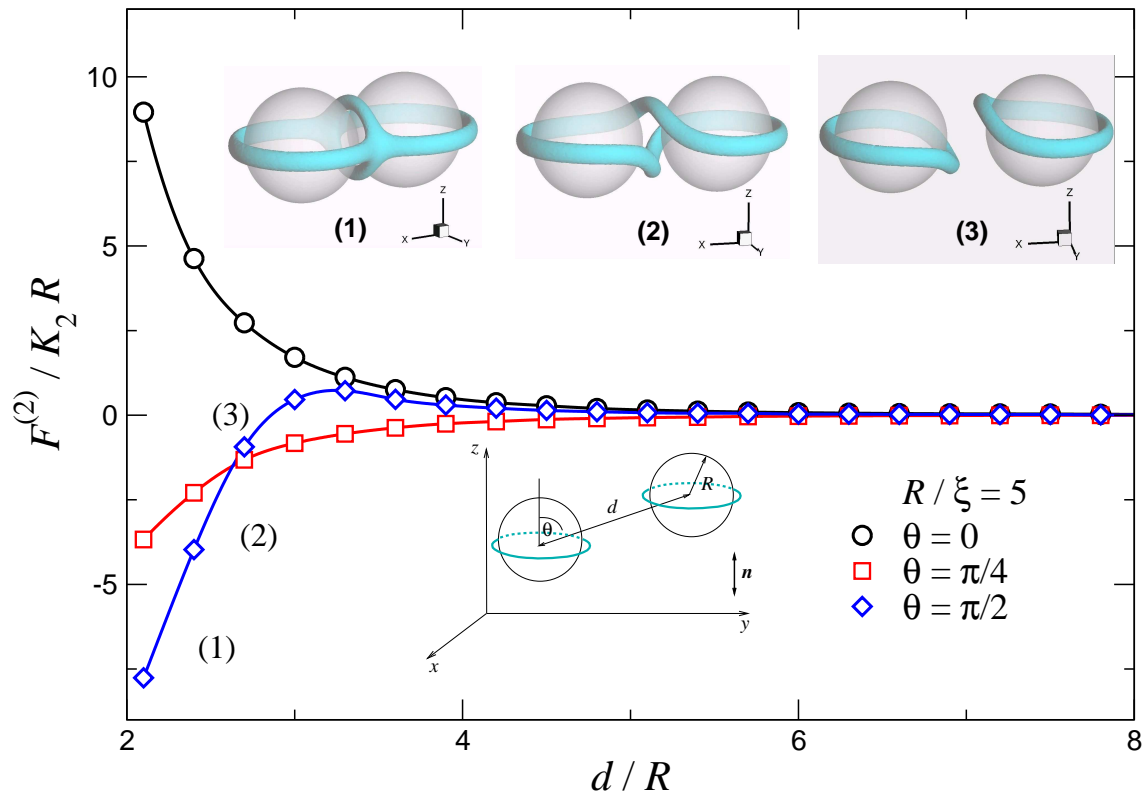 10
5
0
-5
F^(2) / K_2 R
2
4
6
8
d / R
(1)
(2)
(3)
X
Y
Z
X
Y
Z
X
Y
Z
(3)
(2)
(1)
z
θ
d
R
n
y
x
R / ξ = 5
θ = 0
θ = π/4
θ = π/2